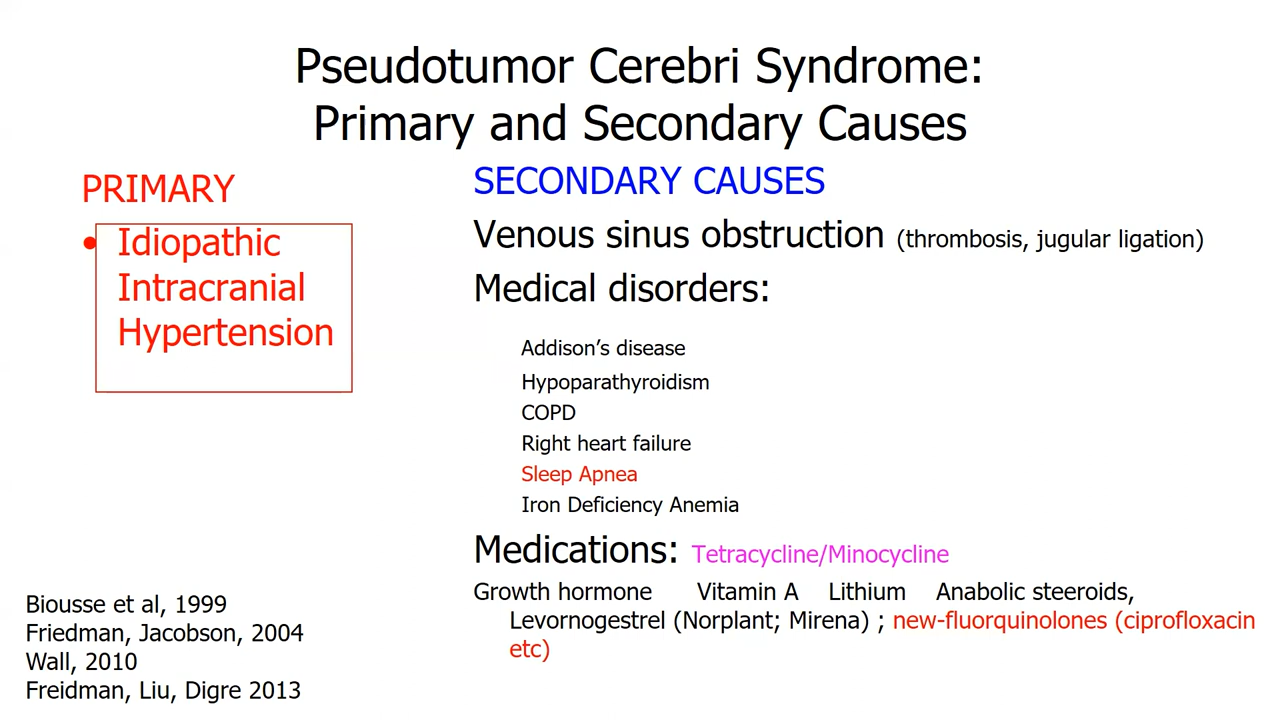 Pseudotumor Cerebri Syndrome:
Primary and Secondary Causes
PRIMARY
• Idiopathic
Intracranial
Hypertension
SECONDARY CAUSES
Venous sinus obstruction (thrombosis, jugular ligation)
Medical disorders:
Addison's disease
Hypoparathyroidism
COPD
Right heart failure
Sleep Apnea
Iron Deficiency Anemia
Medications: Tetracycline/Minocycline
Growth hormone Vitamin A Lithium Anabolic steeroids,
Levornogestrel (Norplant; Mirena) ; new-fluorquinolones (ciprofloxacin
etc)
Biousse et al, 1999
Friedman, Jacobson, 2004
Wall, 2010
Freidman, Liu, Digre 2013